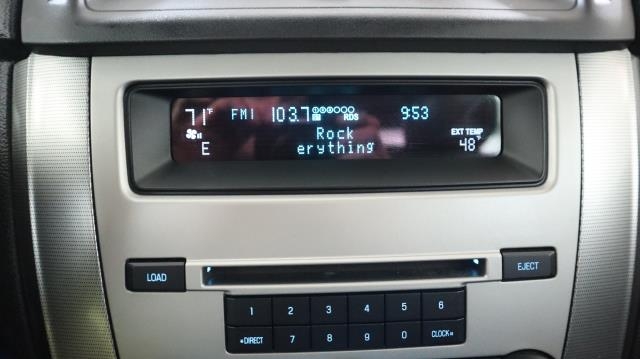 71°F FM1 103.7 RDS 9:53
Rock
E erything EXT TEMP
48°F
LOAD EJECT
1 2 3 4 5 6
*DIRECT 7 8 9 0 CLOCK